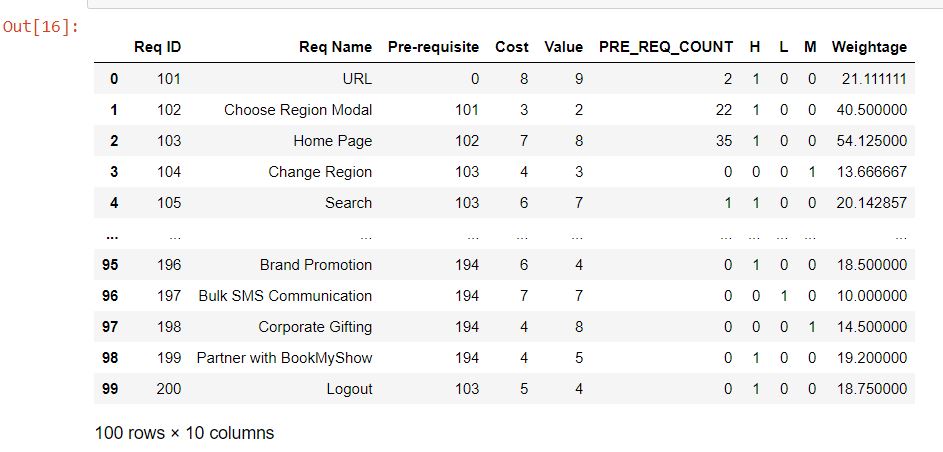 Out[16]:
Req ID Req Name Pre-requisite Cost Value PRE_REQ_COUNT H L M Weightage
0 101 URL 0 8 9 2 1 0 0 21.111111
1 102 Choose Region Modal 101 3 2 22 1 0 0 40.500000
2 103 Home Page 102 7 8 35 1 0 0 54.125000
3 104 Change Region 103 4 3 0 0 0 1 13.666667
4 105 Search 103 6 7 1 1 0 0 20.142857
... ... ... ... ... ... ... ... ... ... ...
95 196 Brand Promotion 194 6 4 0 1 0 0 18.500000
96 197 Bulk SMS Communication 194 7 7 0 0 1 0 10.000000
97 198 Corporate Gifting 194 4 8 0 0 0 1 14.500000
98 199 Partner with BookMyShow 194 4 5 0 1 0 0 19.200000
99 200 Logout 103 5 4 0 1 0 0 18.750000
100 rows × 10 columns